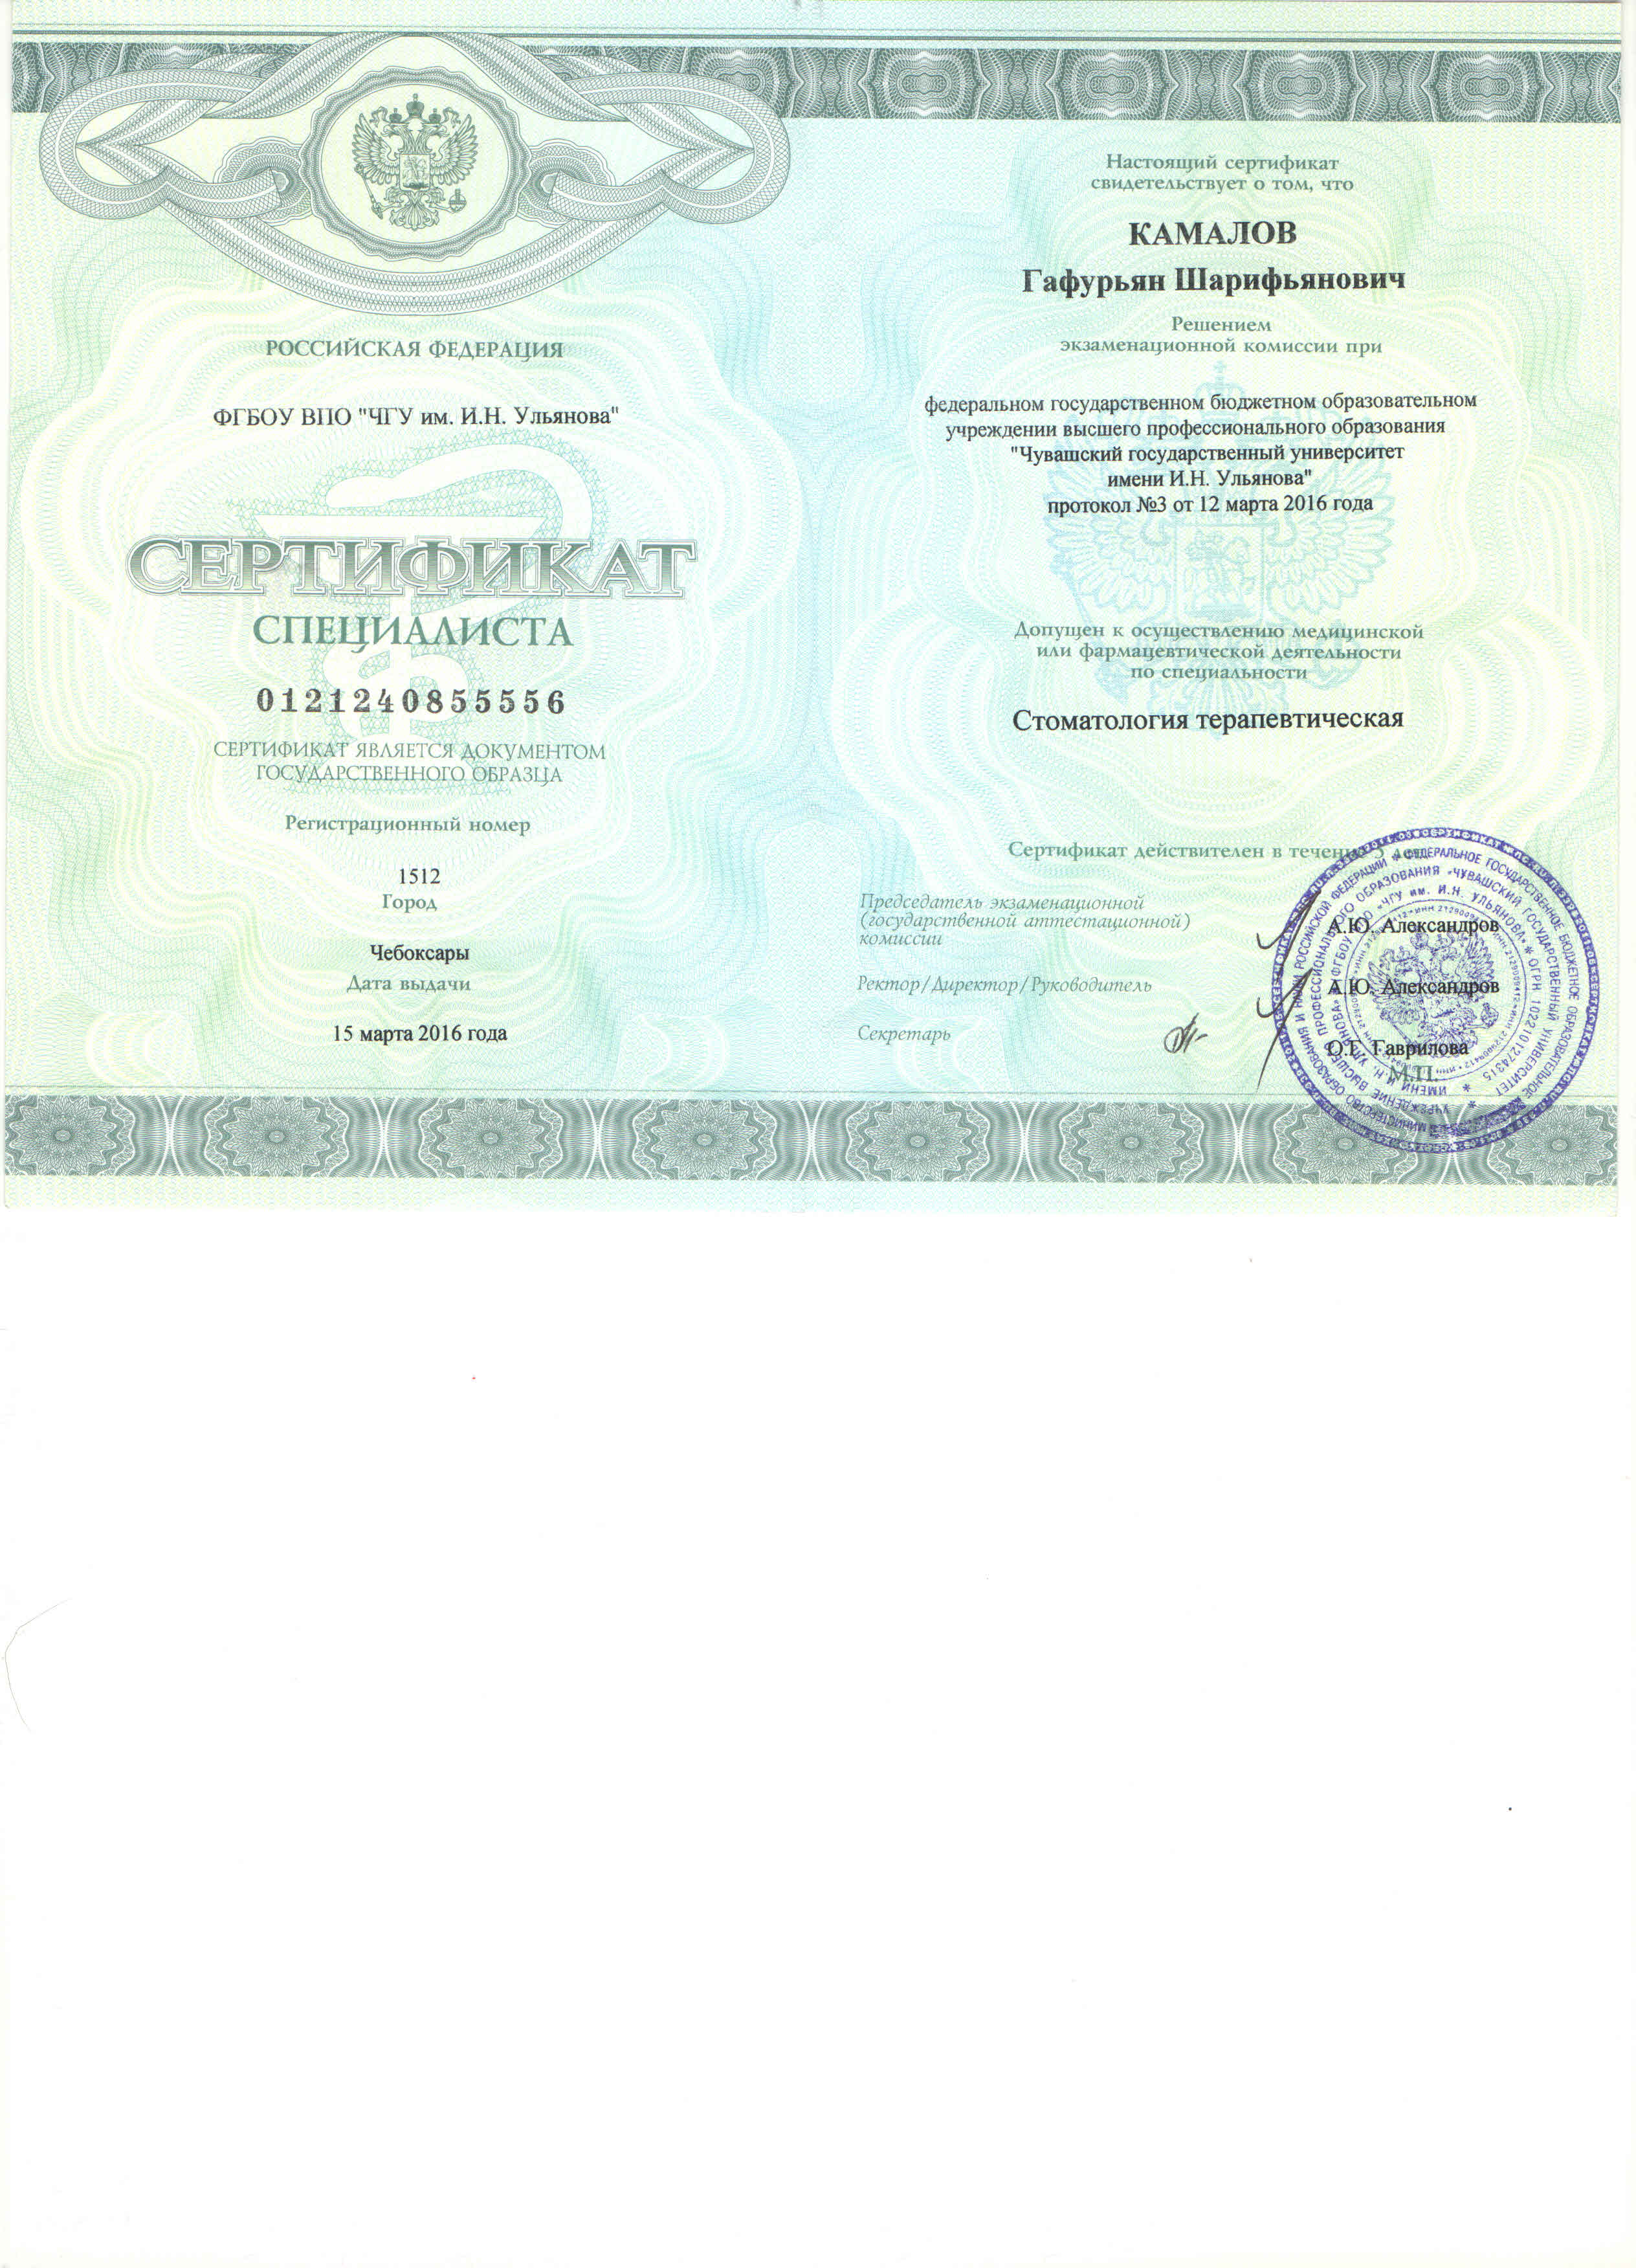 РОССИЙСКАЯ ФЕДЕРАЦИЯ
ФГБОУ ВПО "ЧГУ им. И.Н. Ульянова"
СЕРТИФИКАТ
СПЕЦИАЛИСТА
0121240855556
СЕРТИФИКАТ ЯВЛЯЕТСЯ ДОКУМЕНТОМ
ГОСУДАРСТВЕННОГО ОБРАЗЦА
Регистрационный номер
1512
Город
Чебоксары
Дата выдачи
15 марта 2016 года
Настоящий сертификат
свидетельствует о том, что
КАМАЛОВ
Гафурьян Шарифьянович
Решением
экзаменационной комиссии при
федеральном государственном бюджетном образовательном
учреждении высшего профессионального образования
"Чувашский государственный университет
имени И.Н. Ульянова"
протокол №3 от 12 марта 2016 года
Допущен к осуществлению медицинской
или фармацевтической деятельности
по специальности
Стоматология терапевтическая
Сертификат действителен в течение 5 лет
Председатель экзаменационной
(государственной аттестационной)
комиссии
А.Ю. Александров
Ректор/Директор/Руководитель
А.Ю. Александров
Секретарь
О.Е. Гаврилова
М.П.
МИНИСТЕРСТВО ОБРАЗОВАНИЯ И НАУКИ РОССИЙСКОЙ ФЕДЕРАЦИИ * ФЕДЕРАЛЬНОЕ ГОСУДАРСТВЕННОЕ БЮДЖЕТНОЕ ОБРАЗОВАТЕЛЬНОЕ
УЧРЕЖДЕНИЕ ВЫСШЕГО ПРОФЕССИОНАЛЬНОГО ОБРАЗОВАНИЯ «ЧУВАШСКИЙ ГОСУДАРСТВЕННЫЙ УНИВЕРСИТЕТ
ИМЕНИ И.Н. УЛЬЯНОВА» (ФГБОУ ВПО «ЧГУ им. И.Н. УЛЬЯНОВА» * ОГРН 1022101274315 *